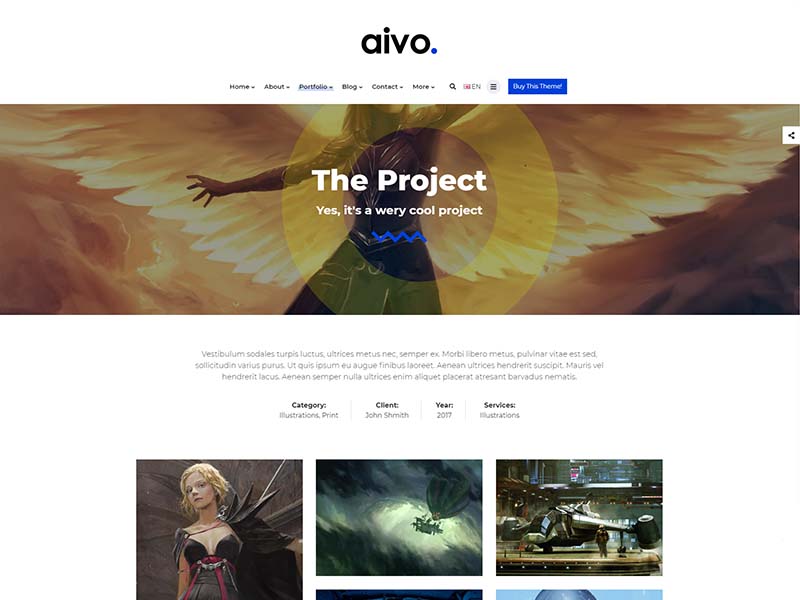 aivo.
Home About Portfolio Blog Contact More EN Buy This Theme!
The Project
Yes, it's a wery cool project
Vestibulum sodales turpis luctus, ultrices metus nec, semper ex. Morbi libero metus, pulvinar vitae est sed,
sollicitudin varius purus. Ut quis ipsum eu augue finibus laoreet. Aenean ultrices hendrerit suscipit. Mauris vel
hendrerit lacus. Aenean semper nulla ultrices enim aliquet placerat atresant barvadus nematis.
Category: Client: Year: Services:
Illustrations, Print John Shmith 2017 Illustrations